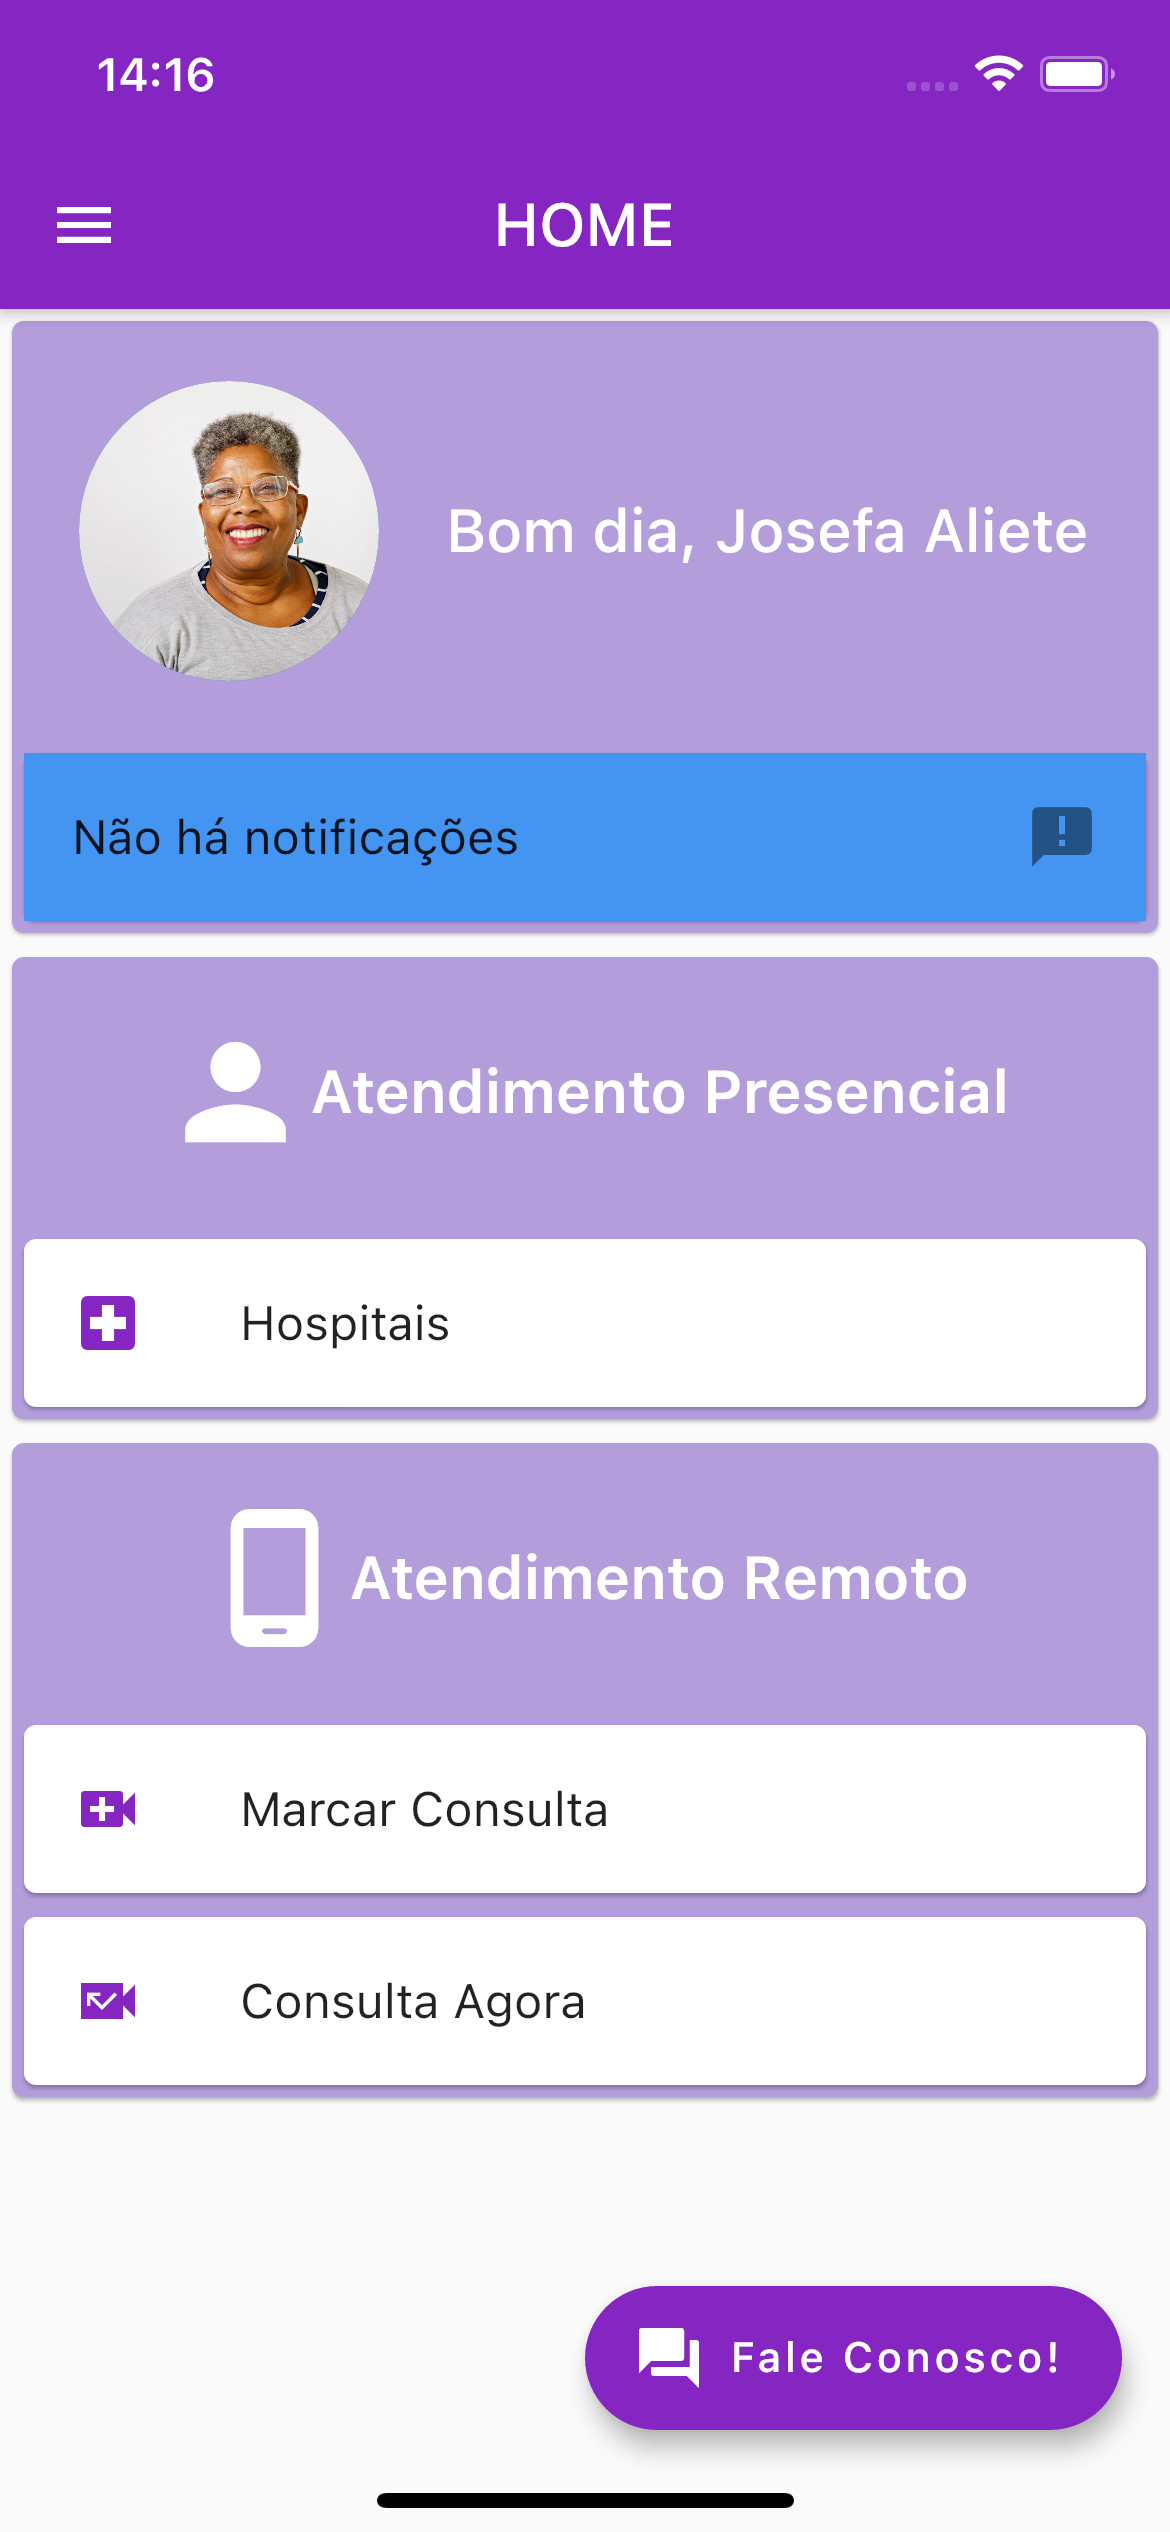 14:16
HOME
Bom dia, Josefa Aliete
Não há notificações
Atendimento Presencial
Hospitais
Atendimento Remoto
Marcar Consulta
Consulta Agora
Fale Conosco!